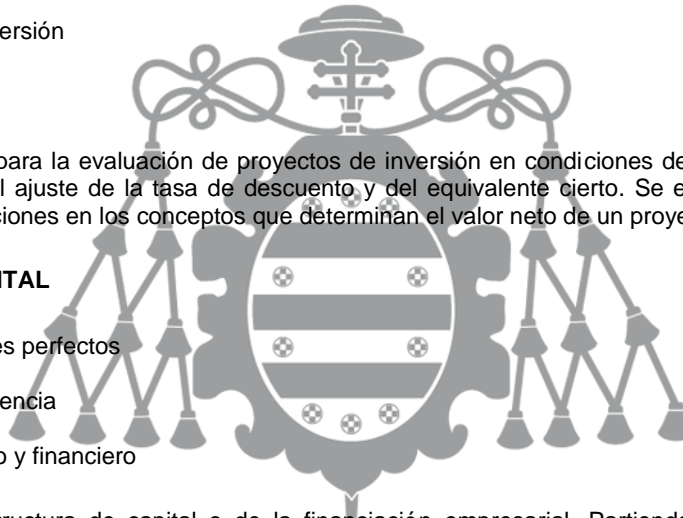 ersión
para la evaluación de proyectos de inversión en condiciones de
l ajuste de la tasa de descuento y del equivalente cierto. Se e
ciones en los conceptos que determinan el valor neto de un proye
ITAL
es perfectos
encia
o y financiero
ructura de capital o de la financiación empresarial. Partiendo